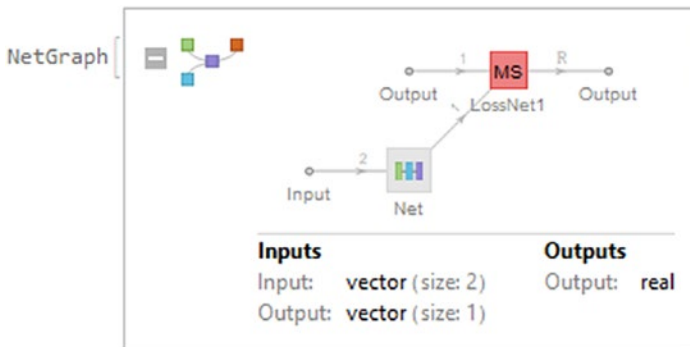 NetGraph
1
MS
R
Output
LossNet1
Output
1
2
Input
Net
Inputs
Outputs
Input: vector (size: 2)
Output: real
Output: vector (size: 1)